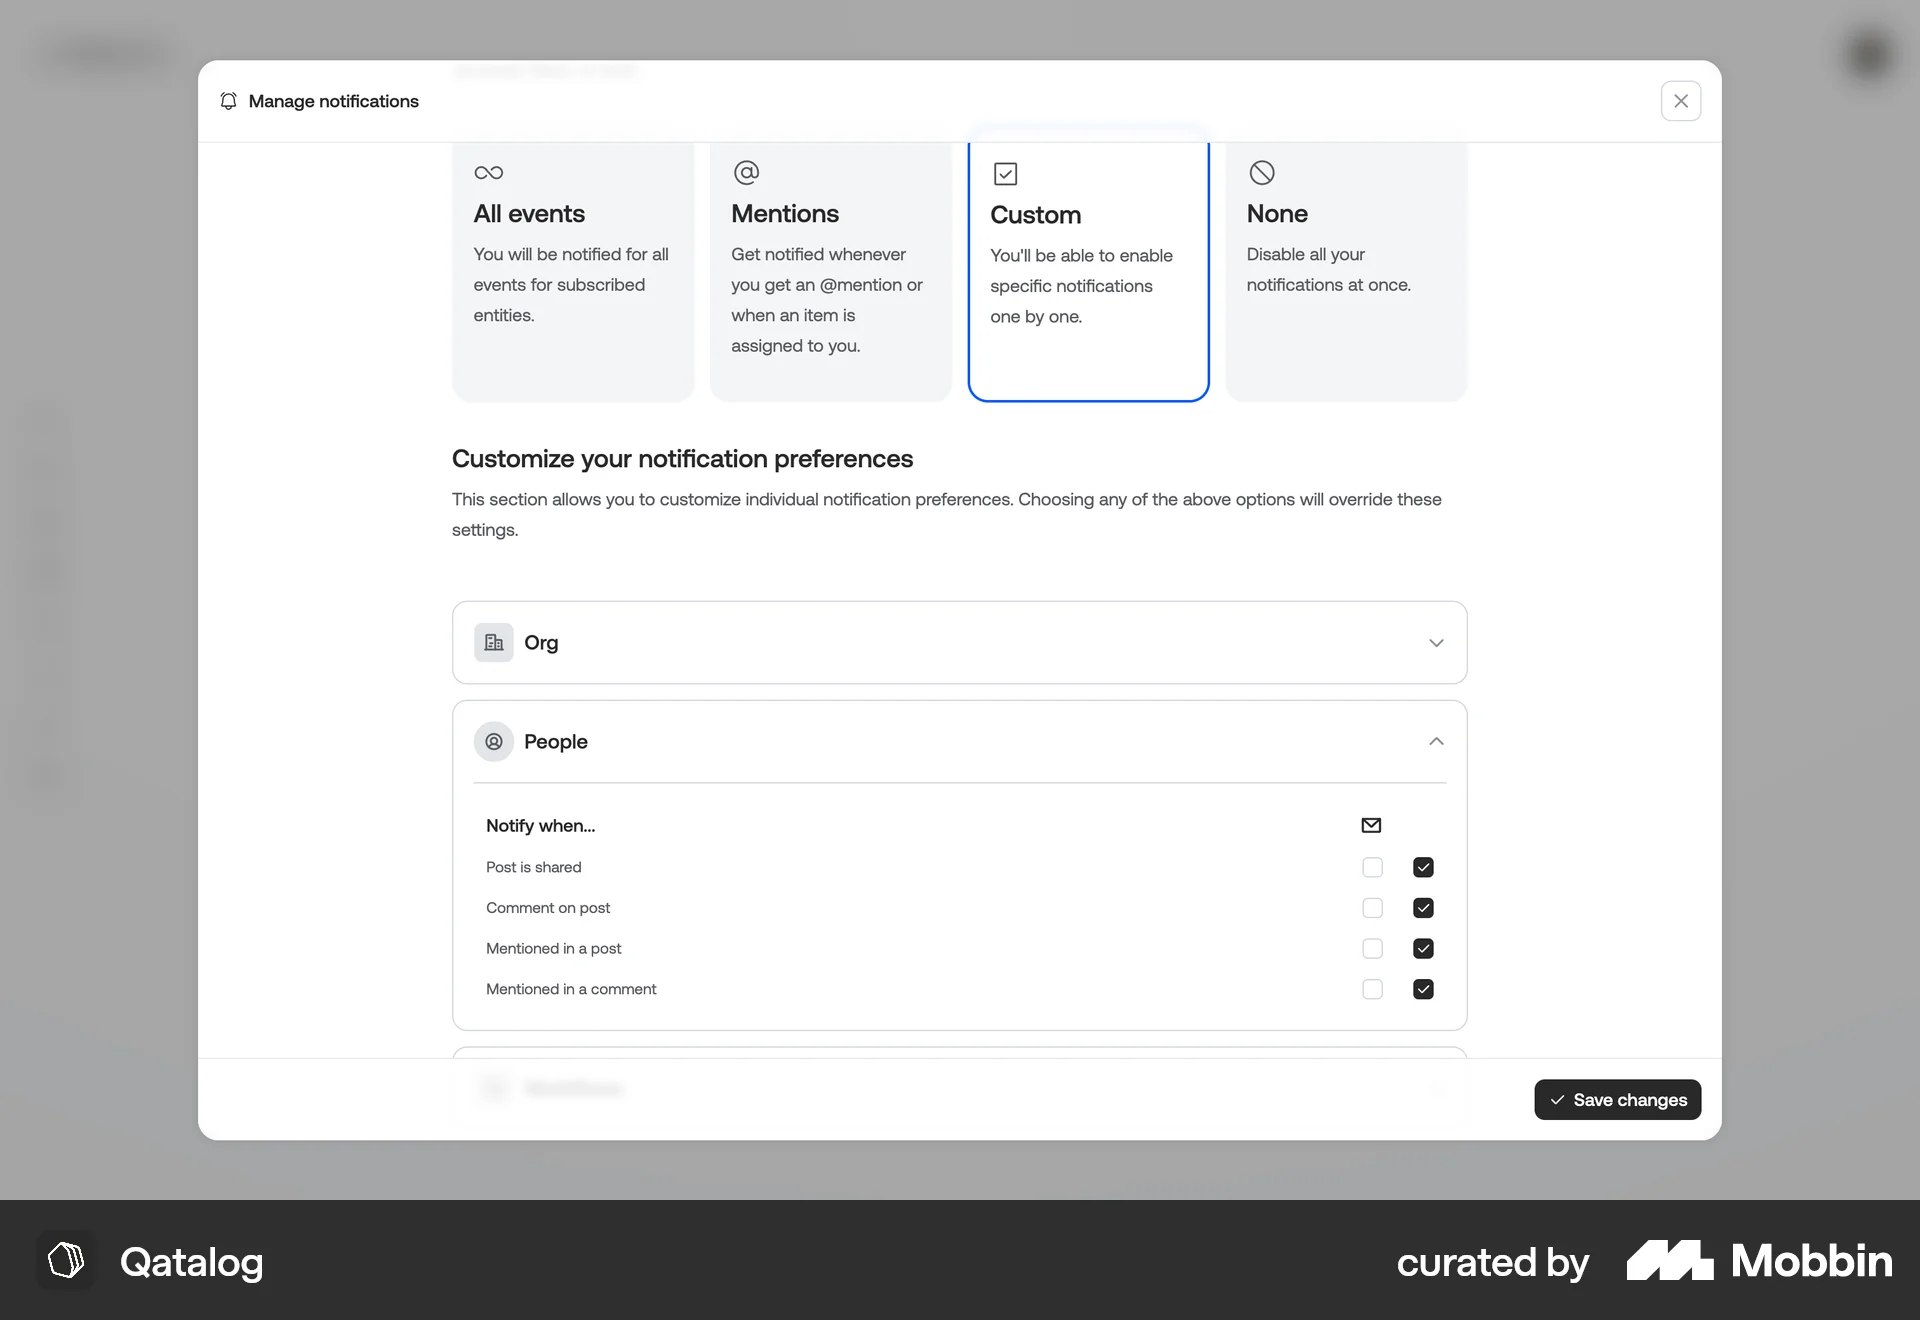 Manage notifications
All events
You will be notified for all
events for subscribed
entities.
Mentions
Get notified whenever
you get an @mention or
when an item is
assigned to you.
Custom
You'll be able to enable
specific notifications
one by one.
None
Disable all your
notifications at once.
Customize your notification preferences
This section allows you to customize individual notification preferences. Choosing any of the above options will override these
settings.
Org
People
Notify when...
Post is shared
Comment on post
Mentioned in a post
Mentioned in a comment
Save changes
Qatalog
curated by Mobbin